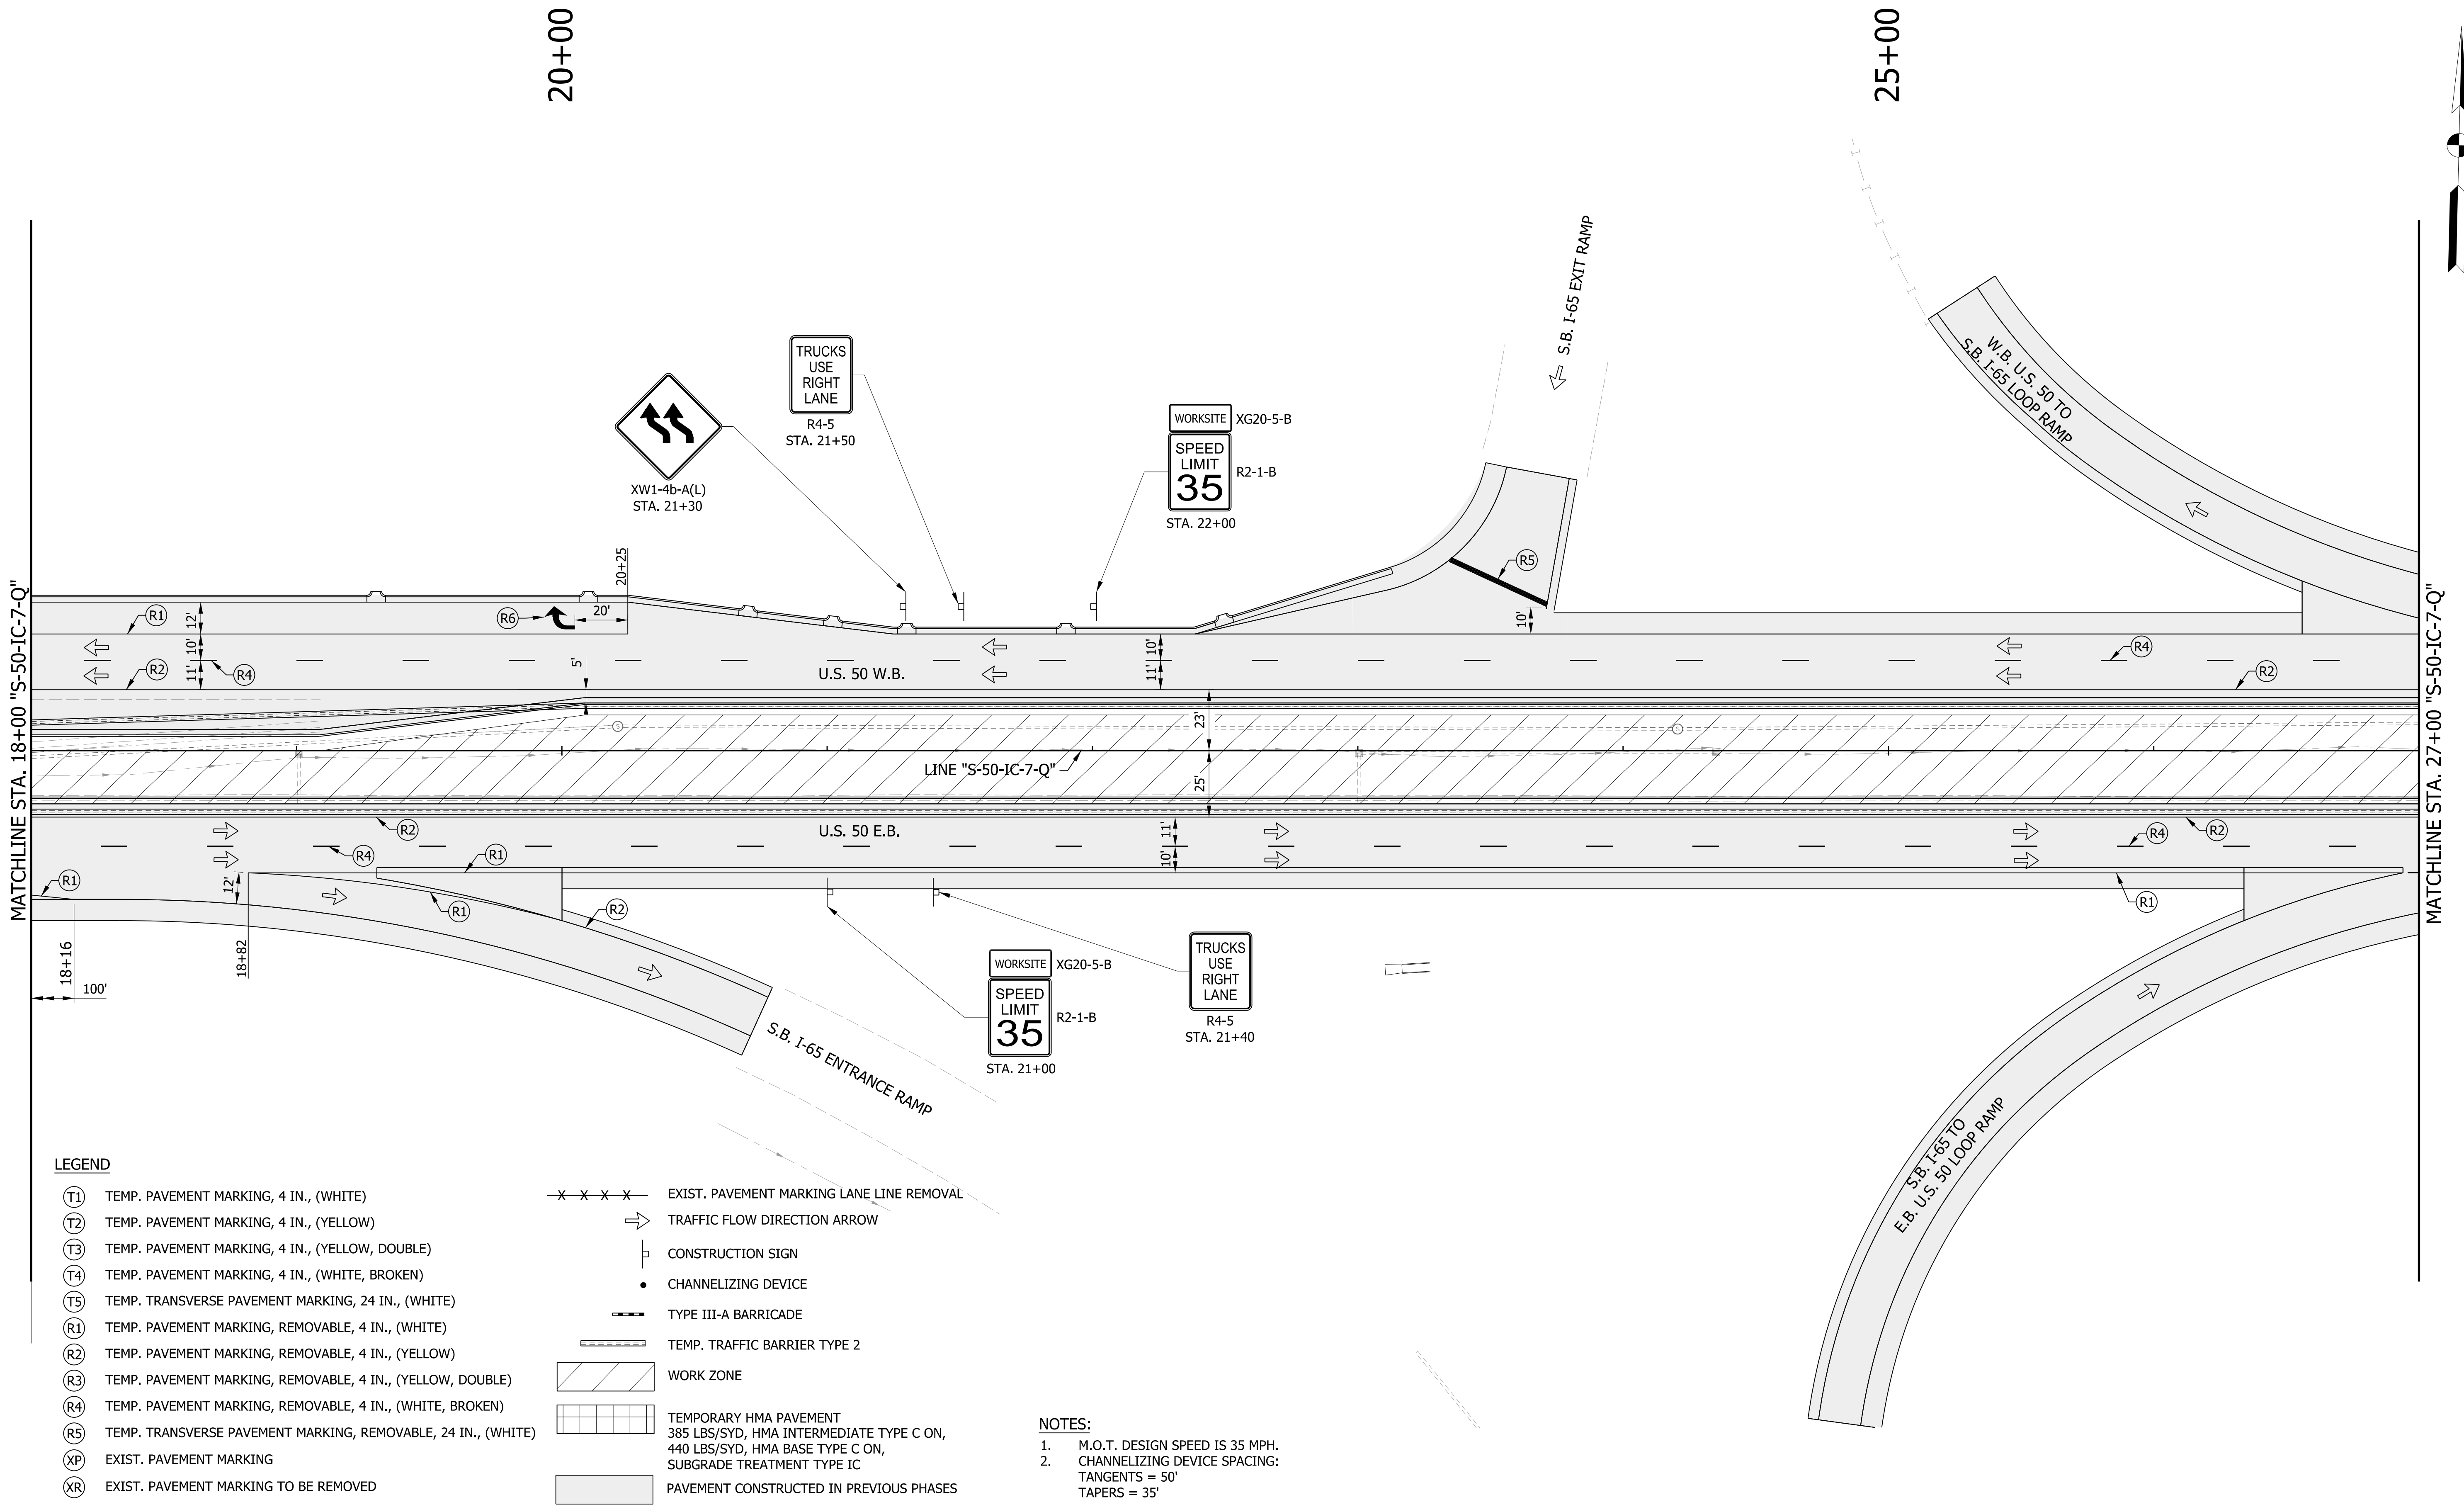 20+00
25+00
MATCHLINE STA. 18+00 "S-50-IC-7-Q"
MATCHLINE STA. 27+00 "S-50-IC-7-Q"
S.B. I-65 EXIT RAMP
W.B. U.S. 50 TO
S.B. I-65 LOOP RAMP
TRUCKS
USE
RIGHT
LANE
R4-5
STA. 21+50
XW1-4b-A(L)
STA. 21+30
WORKSITE
XG20-5-B
SPEED
LIMIT
35
R2-1-B
STA. 22+00
R5
10'
20+25
R1
12'
R6
20'
10'
11'
R2
R4
5'
U.S. 50 W.B.
10'
11'
R4
R2
S
S
23'
LINE "S-50-IC-7-Q"
25'
R2
U.S. 50 E.B.
11'
10'
R4
R2
R4
R1
R1
12'
R1
R2
R1
18+16
18+82
100'
S.B. I-65 ENTRANCE RAMP
WORKSITE
XG20-5-B
SPEED
LIMIT
35
R2-1-B
STA. 21+00
TRUCKS
USE
RIGHT
LANE
R4-5
STA. 21+40
S.B. I-65 TO
E.B. U.S. 50 LOOP RAMP
LEGEND
T1 TEMP. PAVEMENT MARKING, 4 IN., (WHITE)
T2 TEMP. PAVEMENT MARKING, 4 IN., (YELLOW)
T3 TEMP. PAVEMENT MARKING, 4 IN., (YELLOW, DOUBLE)
T4 TEMP. PAVEMENT MARKING, 4 IN., (WHITE, BROKEN)
T5 TEMP. TRANSVERSE PAVEMENT MARKING, 24 IN., (WHITE)
R1 TEMP. PAVEMENT MARKING, REMOVABLE, 4 IN., (WHITE)
R2 TEMP. PAVEMENT MARKING, REMOVABLE, 4 IN., (YELLOW)
R3 TEMP. PAVEMENT MARKING, REMOVABLE, 4 IN., (YELLOW, DOUBLE)
R4 TEMP. PAVEMENT MARKING, REMOVABLE, 4 IN., (WHITE, BROKEN)
R5 TEMP. TRANSVERSE PAVEMENT MARKING, REMOVABLE, 24 IN., (WHITE)
XP EXIST. PAVEMENT MARKING
XR EXIST. PAVEMENT MARKING TO BE REMOVED
X X X X EXIST. PAVEMENT MARKING LANE LINE REMOVAL
TRAFFIC FLOW DIRECTION ARROW
CONSTRUCTION SIGN
CHANNELIZING DEVICE
TYPE III-A BARRICADE
TEMP. TRAFFIC BARRIER TYPE 2
WORK ZONE
TEMPORARY HMA PAVEMENT
385 LBS/SYD, HMA INTERMEDIATE TYPE C ON,
440 LBS/SYD, HMA BASE TYPE C ON,
SUBGRADE TREATMENT TYPE IC
PAVEMENT CONSTRUCTED IN PREVIOUS PHASES
NOTES:
1. M.O.T. DESIGN SPEED IS 35 MPH.
2. CHANNELIZING DEVICE SPACING:
TANGENTS = 50'
TAPERS = 35'